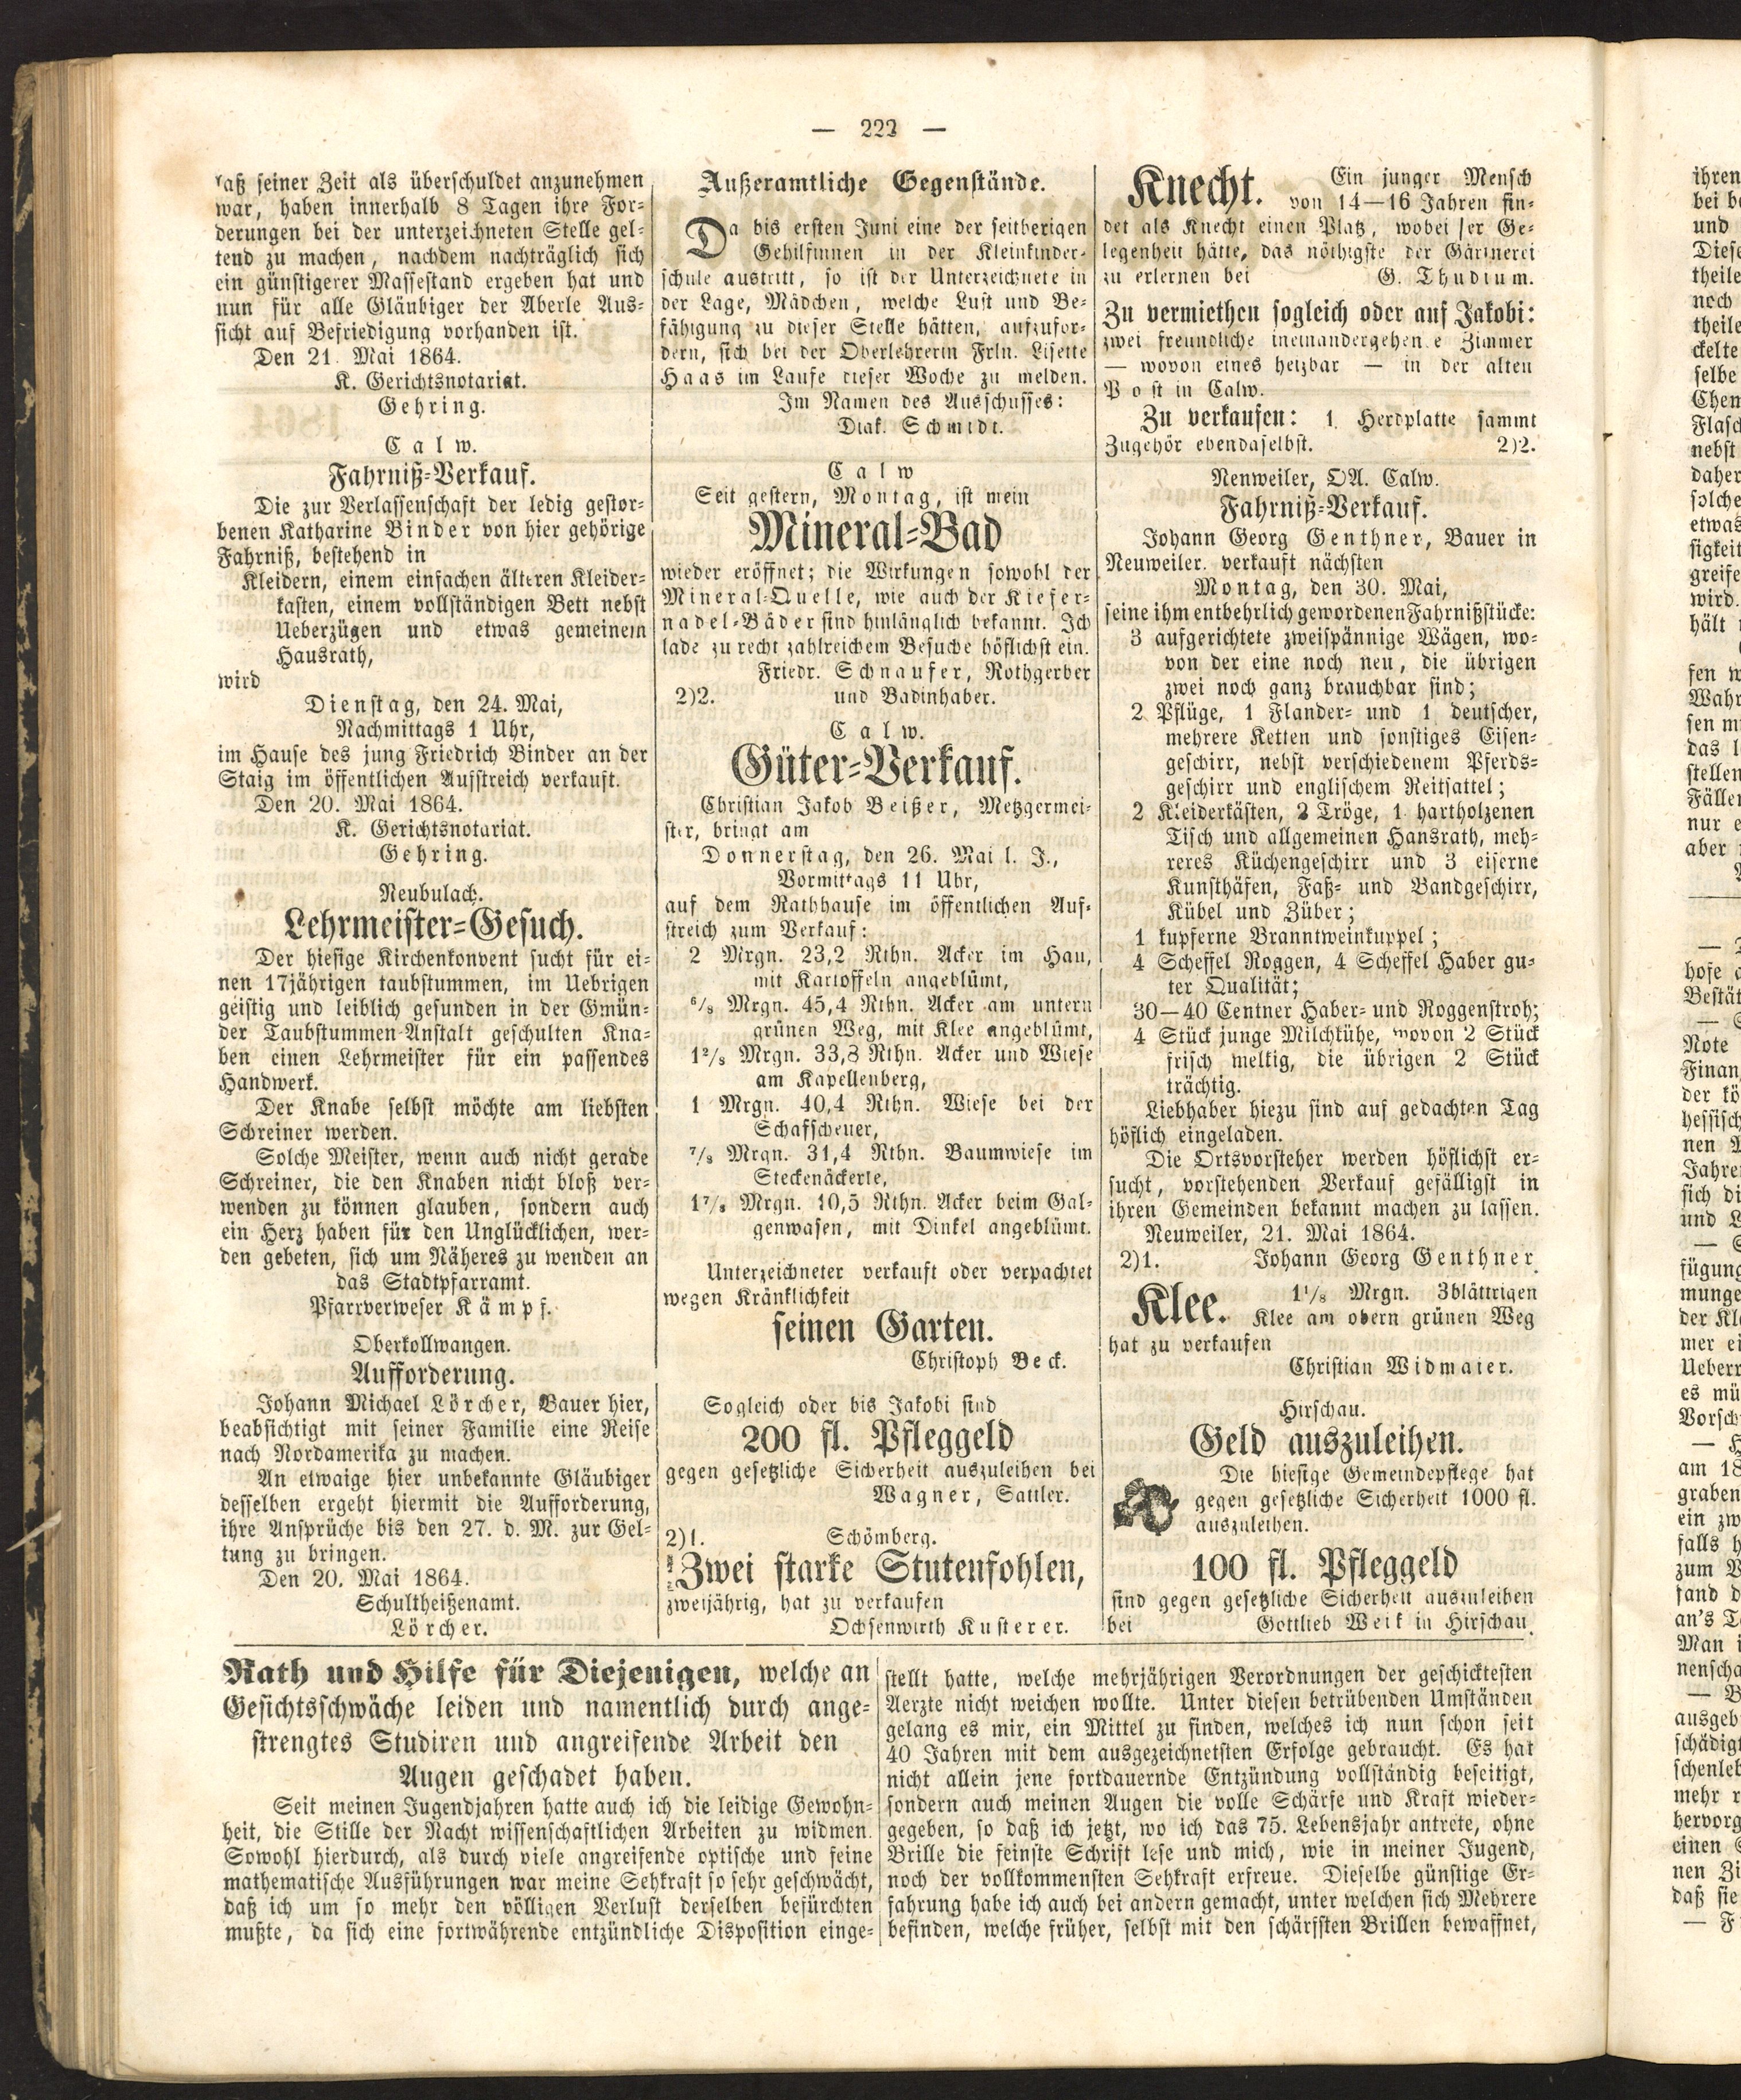 — 222 —
laß seiner Zeit als überschuldet anzunehmen
war, haben innerhalb 8 Tagen ihre For-
derungen bei der unterzeichneten Stelle gel-
tend zu machen, nachdem nachträglich sich
ein günstigerer Massestand ergeben hat und
nun für alle Gläubiger der Aberle Aus-
sicht auf Befriedigung vorhanden ist.
Den 21. Mai 1864.
K. Gerichtsnotariat.
Gehring.
Calw.
Fahrniß-Verkauf.
Die zur Verlassenschaft der ledig gestor-
benen Katharine Binder von hier gehörige
Fahrniß, bestehend in
Kleidern, einem einfachen älteren Kleider-
kasten, einem vollständigen Bett nebst
Ueberzügen und etwas gemeinem
Hausrath,
wird
Dienstag, den 24. Mai,
Nachmittags 1 Uhr,
im Hause des jung Friedrich Binder an der
Staig im öffentlichen Aufstreich verkauft.
Den 20. Mai 1864.
K. Gerichtsnotariat.
Gehring.
Neubulach.
Lehrmeister-Gesuch.
Der hiesige Kirchenkonvent sucht für ei-
nen 17jährigen taubstummen, im Uebrigen
geistig und leiblich gesunden in der Gmün-
der Taubstummen-Anstalt geschulten Kna-
ben einen Lehrmeister für ein passendes
Handwerk.
Der Knabe selbst möchte am liebsten
Schreiner werden.
Solche Meister, wenn auch nicht gerade
Schreiner, die den Knaben nicht bloß ver-
wenden zu können glauben, sondern auch
ein Herz haben für den Unglücklichen, wer-
den gebeten, sich um Näheres zu wenden an
das Stadtpfarramt.
Pfarrverweser Kämpf.
Oberkollwangen.
Aufforderung.
Johann Michael Lörcher, Bauer hier,
beabsichtigt mit seiner Familie eine Reise
nach Nordamerika zu machen.
An etwaige hier unbekannte Gläubiger
desselben ergeht hiermit die Aufforderung,
ihre Ansprüche bis den 27. d. M. zur Gel-
tung zu bringen.
Den 20. Mai 1864.
Schultheißenamt.
Lörcher.
Außeramtliche Gegenstände.
Da bis ersten Juni eine der seitherigen
Gehilfinnen in der Kleinkinder-
schule austritt, so ist der Unterzeichnete in
der Lage, Mädchen, welche Lust und Be-
fähigung zu dieser Stelle hätten, aufzufor-
dern, sich bei der Oberlehrerin Frln. Lisette
Haas im Laufe dieser Woche zu melden.
Im Namen des Ausschusses:
Diak. Schmidt.
Calw
Seit gestern, Montag, ist mein
Mineral-Bad
wieder eröffnet; die Wirkungen sowohl der
Mineral-Quelle, wie auch der Kiefer-
nadel-Bäder sind hinlänglich bekannt. Ich
lade zu recht zahlreichem Besuche höflichst ein.
Friedr. Schnaufer, Rothgerber
2)2. und Badinhaber.
Calw.
Güter-Verkauf.
Christian Jakob Beißer, Metzgermei-
ster, bringt am
Donnerstag, den 26. Mai l. J.,
Vormittags 11 Uhr,
auf dem Rathhause im öffentlichen Auf-
streich zum Verkauf:
2 Mrgn. 23,2 Rthn. Acker im Hau,
mit Kartoffeln angeblümt,
6/8 Mrgn. 45,4 Rthn. Acker am untern
grünen Weg, mit Klee angeblümt,
1 2/8 Mrgn. 33,8 Rthn. Acker und Wiese
am Kapellenberg,
1 Mrgn. 40,4 Rthn. Wiese bei der
Schafscheuer,
7/8 Mrgn. 31,4 Rthn. Baumwiese im
Steckenäckerle,
1 7/8 Mrgn. 10,5 Rthn. Acker beim Gal-
genwasen, mit Dinkel angeblümt.
Unterzeichneter verkauft oder verpachtet
wegen Kränklichkeit
seinen Garten.
Christoph Beck.
Sogleich oder bis Jakobi sind
200 fl. Pfleggeld
gegen gesetzliche Sicherheit auszuleihen bei
Wagner, Sattler.
2)1. Schömberg.
Zwei starke Stutenfohlen,
zweijährig, hat zu verkaufen
Ochsenwirth Kusterer.
Knecht. Ein junger Mensch
von 14—16 Jahren fin-
det als Knecht einen Platz, wobei er Ge-
legenheit hätte, das nöthigste der Gärtnerei
zu erlernen bei G. Thudium.
Zu vermiethen sogleich oder auf Jakobi:
zwei freundliche ineinandergehende Zimmer
— wovon eines heizbar — in der alten
Post in Calw.
Zu verkaufen: 1 Herdplatte sammt
Zugehör ebendaselbst. 2)2.
Neuweiler, OA. Calw.
Fahrniß-Verkauf.
Johann Georg Genthner, Bauer in
Neuweiler. verkauft nächsten
Montag, den 30. Mai,
seine ihm entbehrlich gewordenen Fahrnißstücke:
3 aufgerichtete zweispännige Wägen, wo-
von der eine noch neu, die übrigen
zwei noch ganz brauchbar sind;
2 Pflüge, 1 Flander- und 1 deutscher,
mehrere Ketten und sonstiges Eisen-
geschirr, nebst verschiedenem Pferds-
geschirr und englischem Reitsattel;
2 Kleiderkästen, 2 Tröge, 1 hartholzenen
Tisch und allgemeinen Hausrath, meh-
reres Küchengeschirr und 3 eiserne
Kunsthäfen, Faß- und Bandgeschirr,
Kübel und Züber;
1 kupferne Branntweinkuppel;
4 Scheffel Roggen, 4 Scheffel Haber gu-
ter Qualität;
30—40 Centner Haber- und Roggenstroh;
4 Stück junge Milchkühe, wovon 2 Stück
frisch melkig, die übrigen 2 Stück
trächtig.
Liebhaber hiezu sind auf gedachten Tag
höflich eingeladen.
Die Ortsvorsteher werden höflichst er-
sucht, vorstehenden Verkauf gefälligst in
ihren Gemeinden bekannt machen zu lassen.
Neuweiler, 21. Mai 1864.
2)1. Johann Georg Genthner.
Klee. 1 1/8 Mrgn. 3blättrigen
Klee am obern grünen Weg
hat zu verkaufen
Christian Widmaier.
Hirschau.
Geld auszuleihen.
Die hiesige Gemeindepflege hat
gegen gesetzliche Sicherheit 1000 fl.
auszuleihen.
100 fl. Pfleggeld
sind gegen gesetzliche Sicherheit auszuleihen
bei Gottlieb Weik in Hirschau.
Rath und Hilfe für Diejenigen, welche an
Gesichtsschwäche leiden und namentlich durch ange-
strengtes Studiren und angreifende Arbeit den
Augen geschadet haben.
Seit meinen Jugendjahren hatte auch ich die leidige Gewohn-
heit, die Stille der Nacht wissenschaftlichen Arbeiten zu widmen.
Sowohl hierdurch, als durch viele angreifende optische und feine
mathematische Ausführungen war meine Sehkraft so sehr geschwächt,
daß ich um so mehr den völligen Verlust derselben befürchten
mußte, da sich eine fortwährende entzündliche Disposition einge-
stellt hatte, welche mehrjährigen Verordnungen der geschicktesten
Aerzte nicht weichen wollte. Unter diesen betrübenden Umständen
gelang es mir, ein Mittel zu finden, welches ich nun schon seit
40 Jahren mit dem ausgezeichnetsten Erfolge gebraucht. Es hat
nicht allein jene fortdauernde Entzündung vollständig beseitigt,
sondern auch meinen Augen die volle Schärfe und Kraft wieder-
gegeben, so daß ich jetzt, wo ich das 75. Lebensjahr antrete, ohne
Brille die feinste Schrift lese und mich, wie in meiner Jugend,
noch der vollkommensten Sehkraft erfreue. Dieselbe günstige Er-
fahrung habe ich auch bei andern gemacht, unter welchen sich Mehrere
befinden, welche früher, selbst mit den schärfsten Brillen bewaffnet,